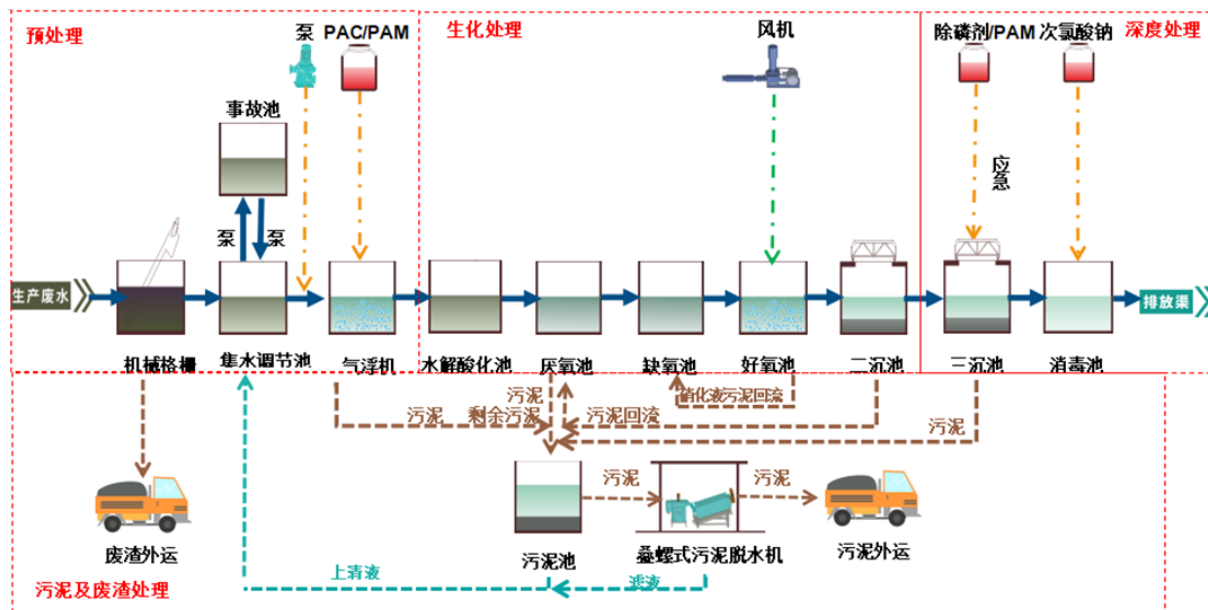 预处理
泵
PAC/PAM
生化处理
风机
除磷剂/PAM
次氯酸钠
深度处理
事故池
应急
泵
泵
生产废水
排放渠
机械格栅
集水调节池
气浮机
水解酸化池
厌氧池
缺氧池
好氧池
二沉池
三沉池
消毒池
污泥
硝化液污泥回流
污泥
剩余污泥
污泥回流
污泥
污泥
污泥
废渣外运
污泥池
叠螺式污泥脱水机
污泥外运
上清液
滤液
污泥及废渣处理